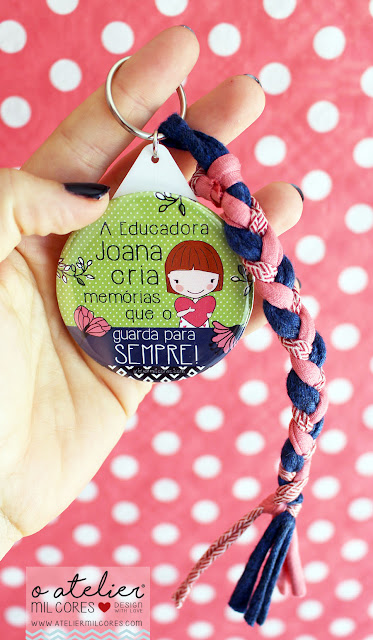 A Educadora
Joana
cria
memórias
que o
guarda para
SEMPRE!
o atelier
MIL CORES
DESIGN
WITH LOVE
WWW.ATELIERMILCORES.COM